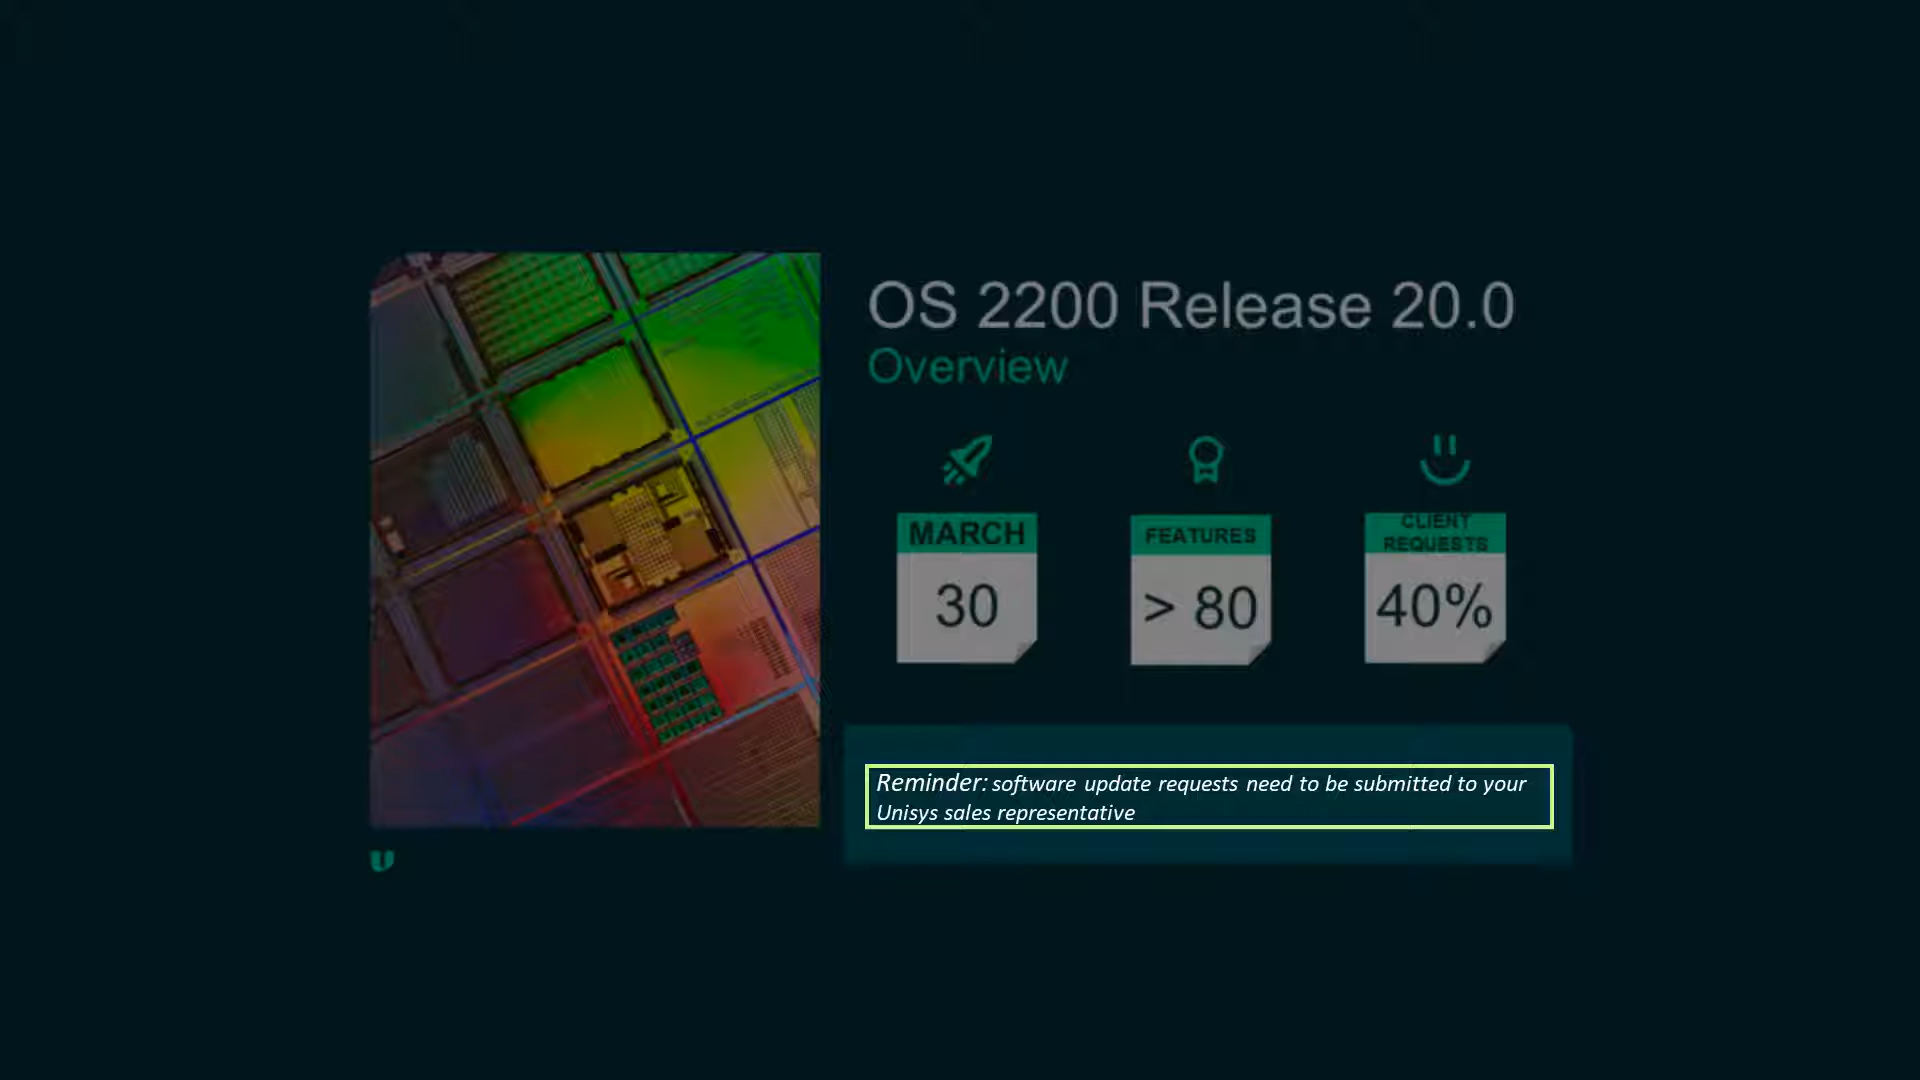 OS 2200 Release 20.0
Overview
MARCH
30
FEATURES
> 80
CLIENT
REQUESTS
40%
Reminder: software update requests need to be submitted to your
Unisys sales representative